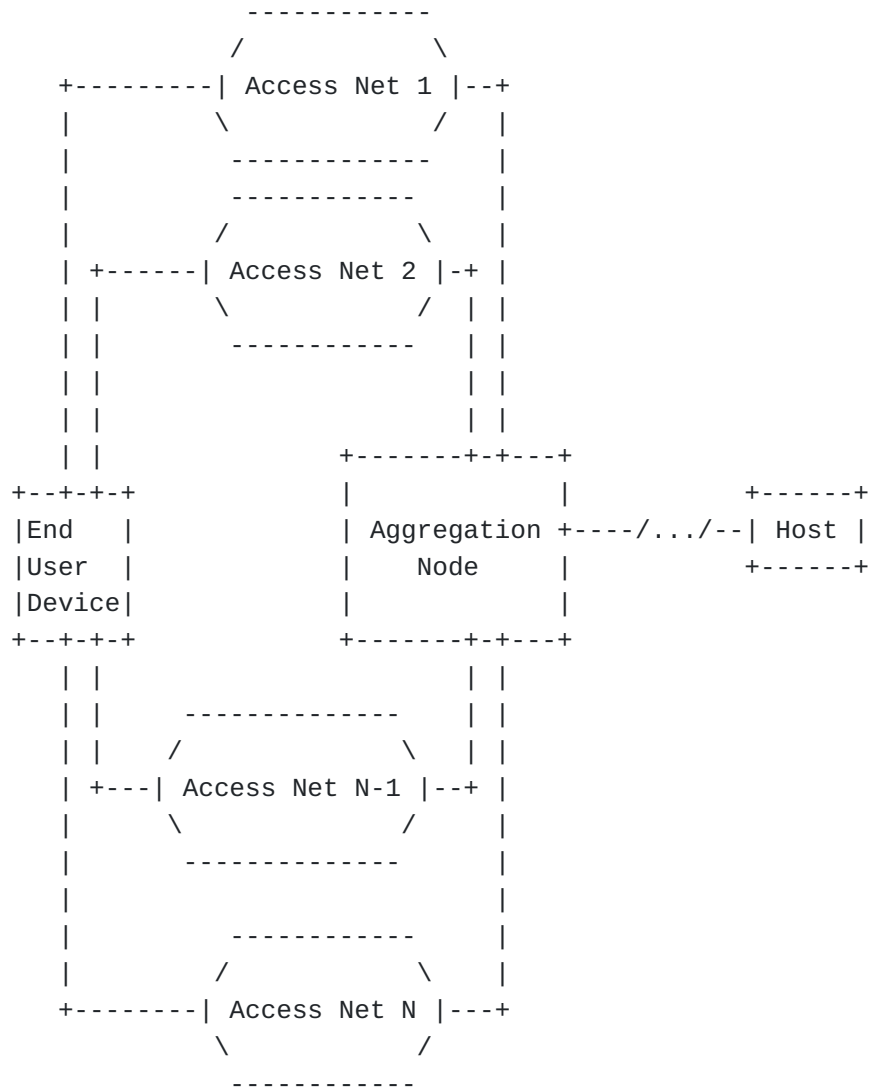 Access Net 1
Access Net 2
End
User
Device
Aggregation
Node
/.../
Host
Access Net N-1
Access Net N